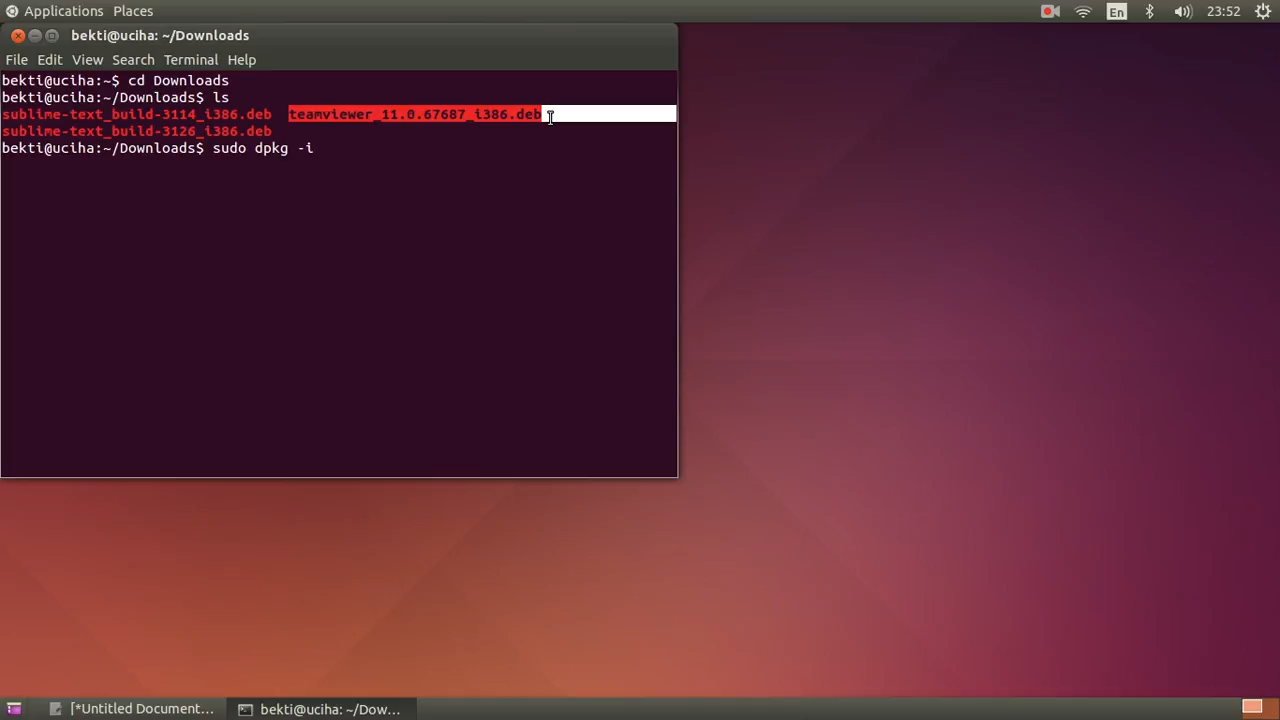 Applications Places En 23:52
bekti@uciha: ~/Downloads
File Edit View Search Terminal Help
bekti@uciha:~$ cd Downloads
bekti@uciha:~/Downloads$ ls
sublime-text_build-3114_i386.deb teamviewer_11.0.67687_i386.deb
sublime-text_build-3126_i386.deb
bekti@uciha:~/Downloads$ sudo dpkg -i
[*Untitled Document... bekti@uciha: ~/Dow...